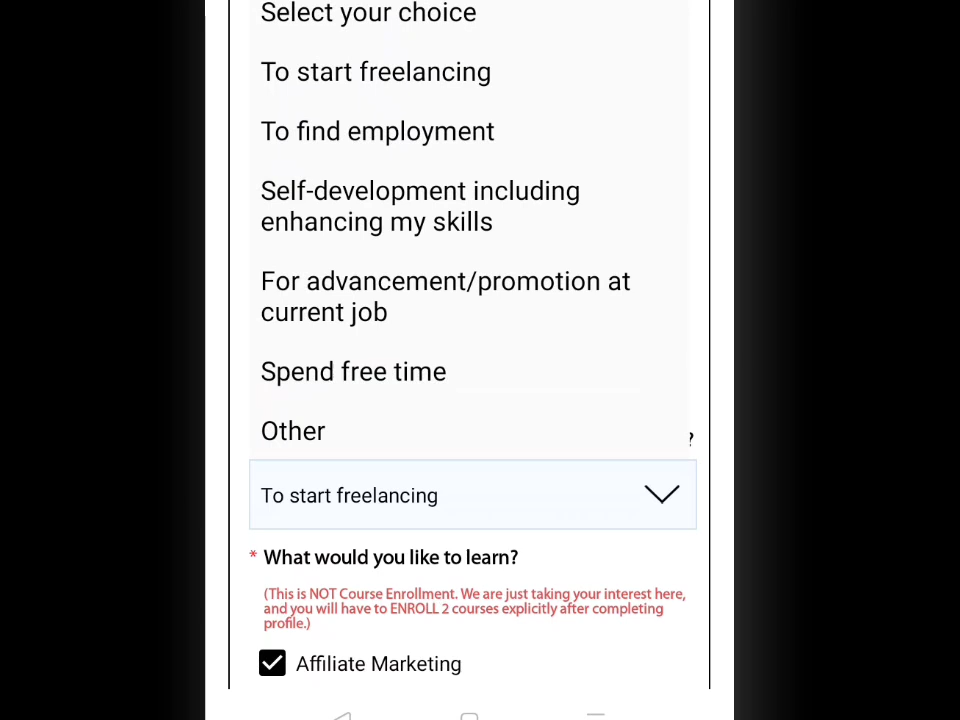 Select your choice
To start freelancing
To find employment
Self-development including
enhancing my skills
For advancement/promotion at
current job
Spend free time
Other
?
To start freelancing
* What would you like to learn?
(This is NOT Course Enrollment. We are just taking your interest here,
and you will have to ENROLL 2 courses explicitly after completing
profile.)
Affiliate Marketing